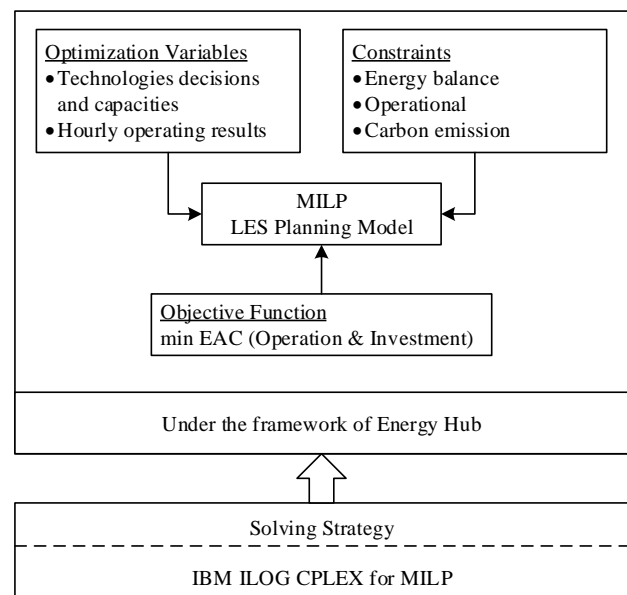 Optimization Variables
•Technologies decisions
and capacities
•Hourly operating results
Constraints
•Energy balance
•Operational
•Carbon emission
MILP
LES Planning Model
Objective Function
min EAC (Operation & Investment)
Under the framework of Energy Hub
Solving Strategy
IBM ILOG CPLEX for MILP